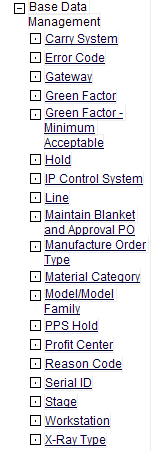 Base Data
Management
Carry System
Error Code
Gateway
Green Factor
Green Factor -
Minimum
Acceptable
Hold
IP Control System
Line
Maintain Blanket
and Approval PO
Manufacture Order
Type
Material Category
Model/Model
Family
PPS Hold
Profit Center
Reason Code
Serial ID
Stage
Workstation
X-Ray Type